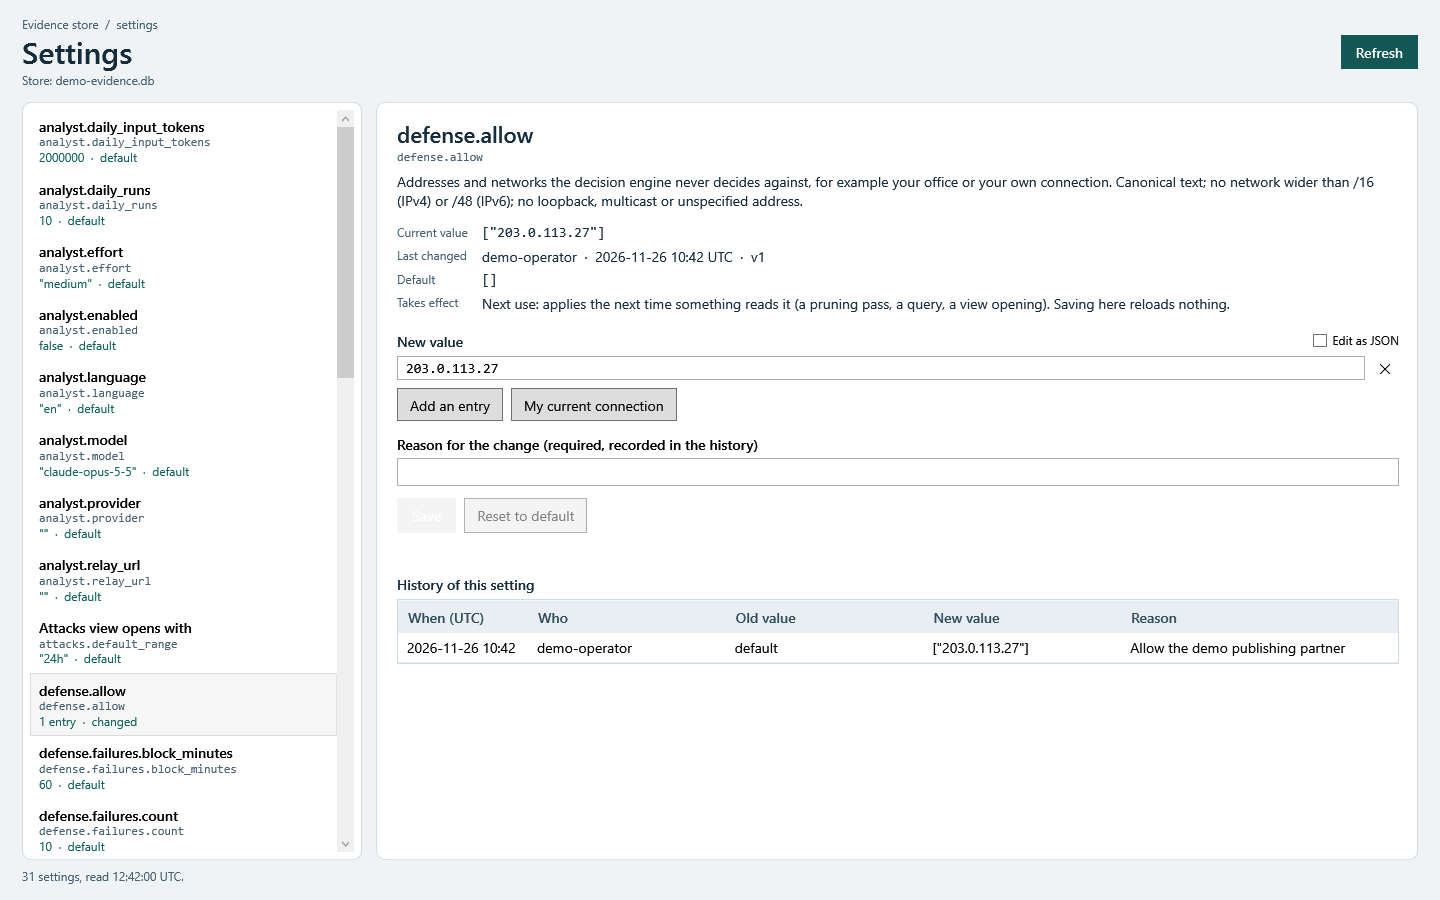 Evidence store / settings
Settings
Store: demo-evidence.db
Refresh
analyst.daily_input_tokens
analyst.daily_input_tokens
2000000 · default
analyst.daily_runs
analyst.daily_runs
10 · default
analyst.effort
analyst.effort
"medium" · default
analyst.enabled
analyst.enabled
false · default
analyst.language
analyst.language
"en" · default
analyst.model
analyst.model
"claude-opus-5-5" · default
analyst.provider
analyst.provider
"" · default
analyst.relay_url
analyst.relay_url
"" · default
Attacks view opens with
attacks.default_range
"24h" · default
defense.allow
defense.allow
1 entry · changed
defense.failures.block_minutes
defense.failures.block_minutes
60 · default
defense.failures.count
defense.failures.count
10 · default
defense.allow
defense.allow
Addresses and networks the decision engine never decides against, for example your office or your own connection. Canonical text; no network wider than /16
(IPv4) or /48 (IPv6); no loopback, multicast or unspecified address.
Current value ["203.0.113.27"]
Last changed demo-operator · 2026-11-26 10:42 UTC · v1
Default []
Takes effect Next use: applies the next time something reads it (a pruning pass, a query, a view opening). Saving here reloads nothing.
New value
Edit as JSON
203.0.113.27
Add an entry My current connection
Reason for the change (required, recorded in the history)
Save Reset to default
History of this setting
When (UTC) Who Old value New value Reason
2026-11-26 10:42 demo-operator default ["203.0.113.27"] Allow the demo publishing partner
31 settings, read 12:42:00 UTC.